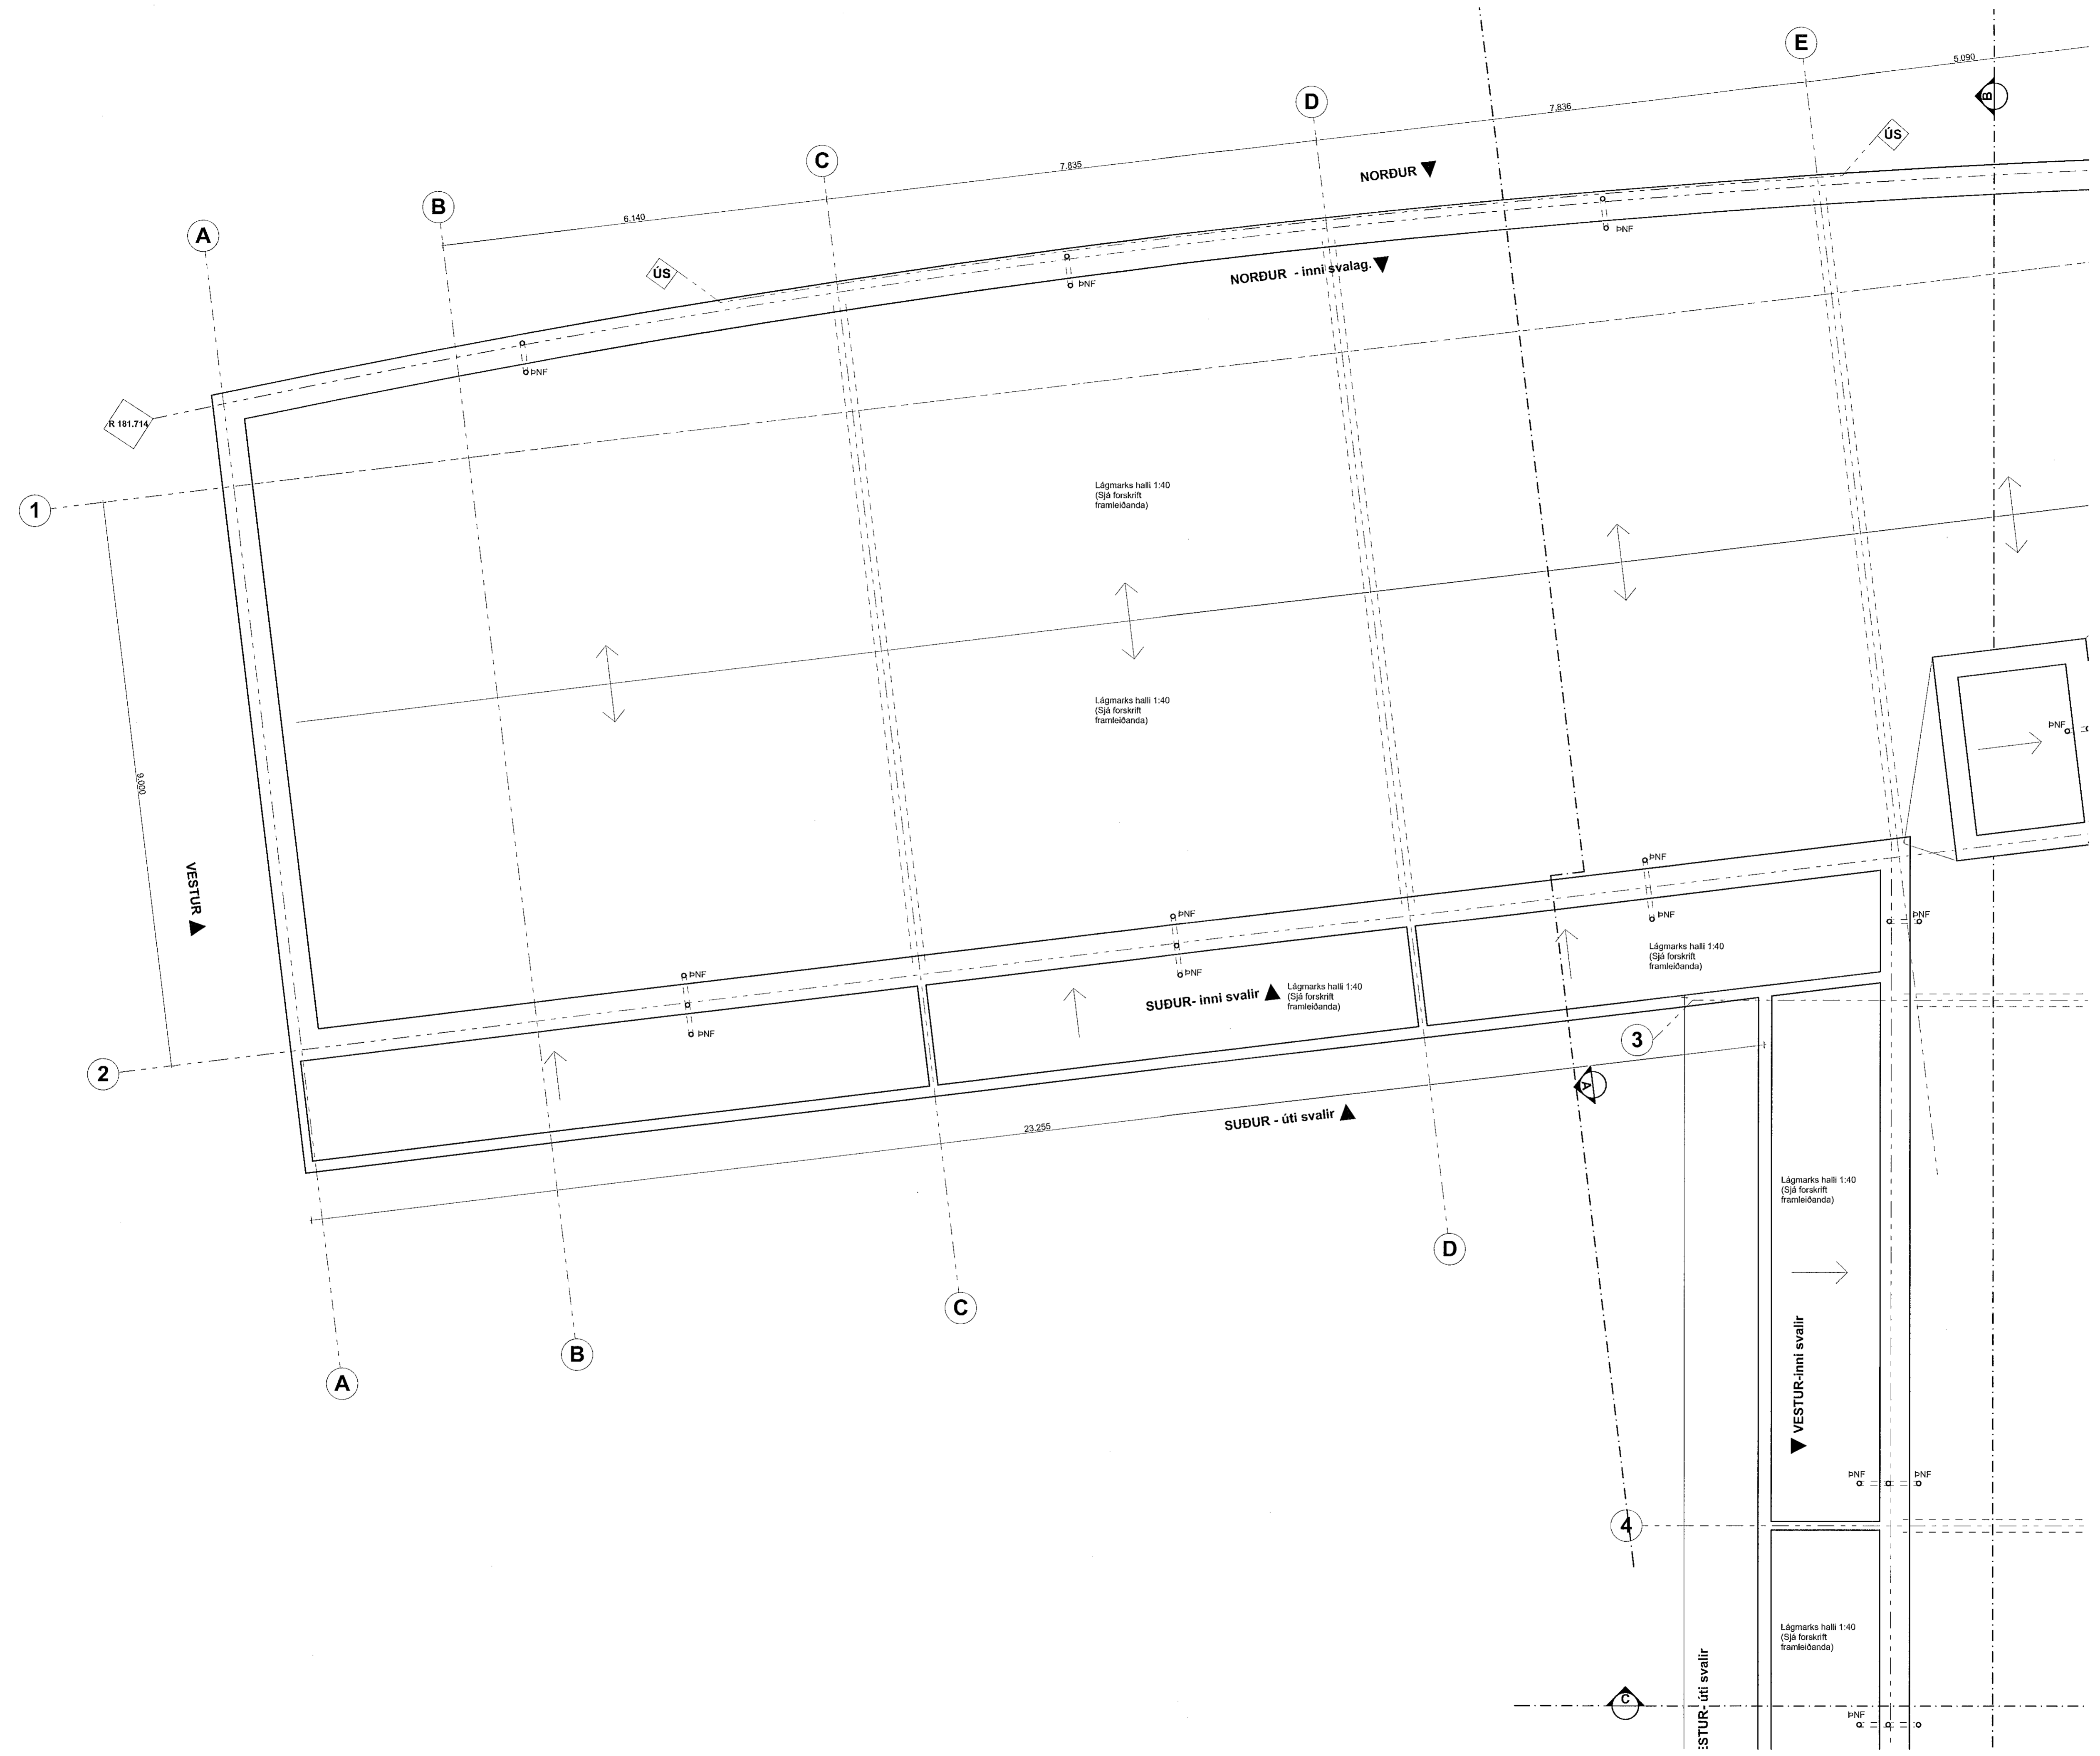 E
5.090
B
D
7.836
ÚS
C
7.835
NORÐUR
B
6.140
ÞNF
A
ÚS
NORÐUR - inni svalag.
ÞNF
ÞNF
R 181.714
1
Lágmarks halli 1:40
(Sjá forskrift
framleiðanda)
Lágmarks halli 1:40
(Sjá forskrift
framleiðanda)
ÞNF
9.000
VESTUR
ÞNF
ÞNF
ÞNF
ÞNF
Lágmarks halli 1:40
(Sjá forskrift
framleiðanda)
ÞNF
ÞNF
SUÐUR- inni svalir
Lágmarks halli 1:40
(Sjá forskrift
framleiðanda)
ÞNF
3
2
A
SUÐUR - úti svalir
23.255
Lágmarks halli 1:40
(Sjá forskrift
framleiðanda)
D
C
B
A
VESTUR-inni svalir
ÞNF
ÞNF
4
Lágmarks halli 1:40
(Sjá forskrift
framleiðanda)
STUR- úti svalir
C
ÞNF